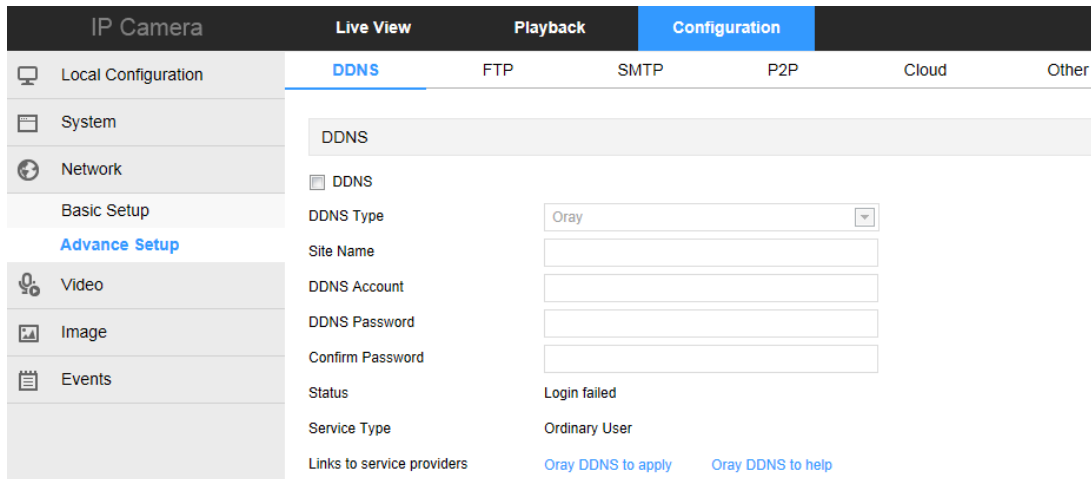 IP Camera Live View Playback Configuration
Local Configuration
System
Network
Basic Setup
Advance Setup
Video
Image
Events
DDNS FTP SMTP P2P Cloud Other
DDNS
DDNS
DDNS Type Oray
Site Name
DDNS Account
DDNS Password
Confirm Password
Status Login failed
Service Type Ordinary User
Links to service providers Oray DDNS to apply Oray DDNS to help